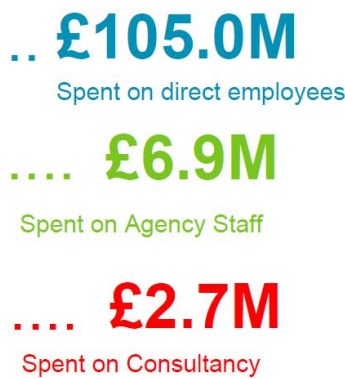 .. £105.0M
Spent on direct employees
.... £6.9M
Spent on Agency Staff
.... £2.7M
Spent on Consultancy